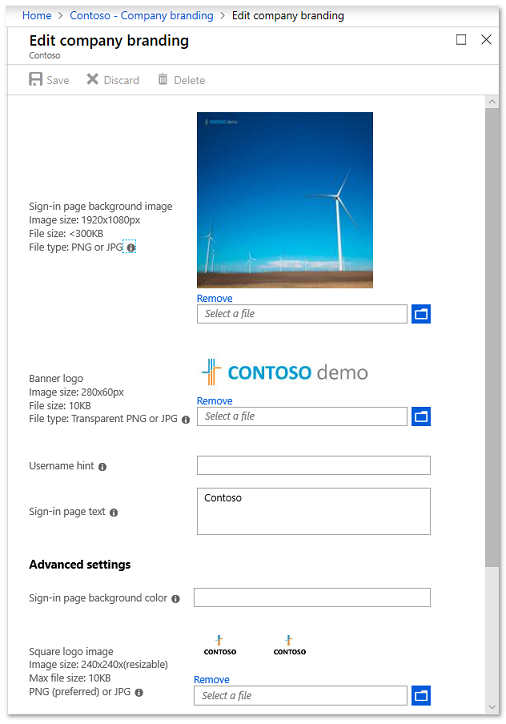 Home > Contoso - Company branding > Edit company branding
Edit company branding
Contoso
Save Discard Delete
CONTOSO demo
Sign-in page background image
Image size: 1920x1080px
File size: <300KB
File type: PNG or JPG
Remove
Select a file
CONTOSO demo
Banner logo
Image size: 280x60px
File size: 10KB
File type: Transparent PNG or JPG
Remove
Select a file
Username hint
Sign-in page text
Contoso
Advanced settings
Sign-in page background color
CONTOSO CONTOSO
Square logo image
Image size: 240x240x(resizable)
Max file size: 10KB
PNG (preferred) or JPG
Remove
Select a file